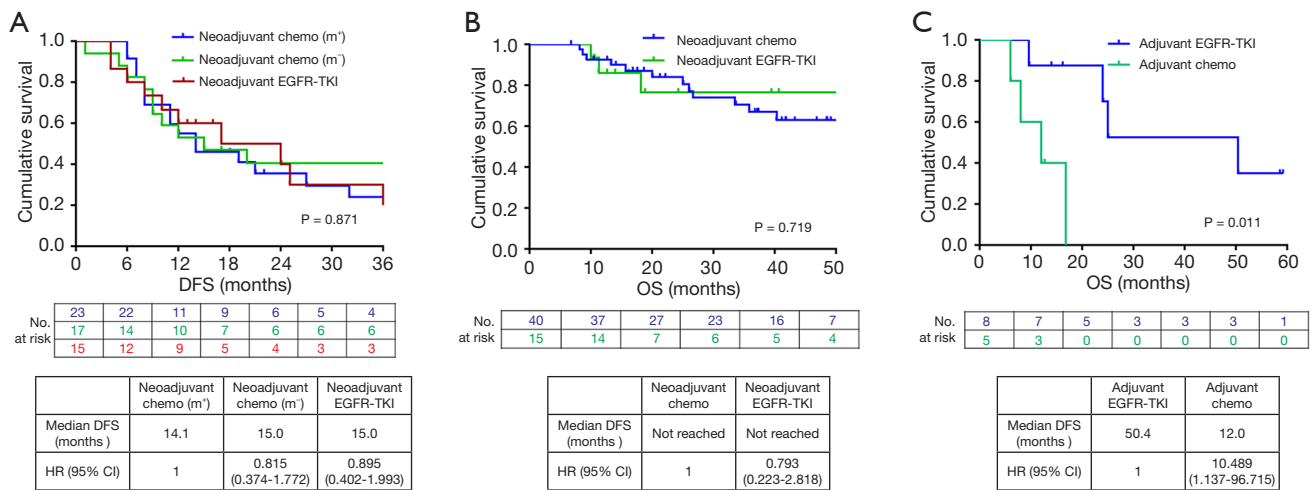 A
Cumulative survival
1.0
0.8
0.6
0.4
0.2
0.0
Neoadjuvant chemo (m⁺)
Neoadjuvant chemo (m⁻)
Neoadjuvant EGFR-TKI
P = 0.871
0 6 12 18 24 30 36
DFS (months)
No. at risk
23 22 11 9 6 5 4
17 14 10 7 6 6 6
15 12 9 5 4 3 3
Neoadjuvant chemo (m⁺) Neoadjuvant chemo (m⁻) Neoadjuvant EGFR-TKI
Median DFS (months ) 14.1 15.0 15.0
HR (95% CI) 1 0.815 (0.374-1.772) 0.895 (0.402-1.993)
B
Cumulative survival
1.0
0.8
0.6
0.4
0.2
0.0
Neoadjuvant chemo
Neoadjuvant EGFR-TKI
P = 0.719
0 10 20 30 40 50
OS (months)
No. at risk
40 37 27 23 16 7
15 14 7 6 5 4
Neoadjuvant chemo Neoadjuvant EGFR-TKI
Median DFS (months ) Not reached Not reached
HR (95% CI) 1 0.793 (0.223-2.818)
C
Cumulative survival
1.0
0.8
0.6
0.4
0.2
0.0
Adjuvant EGFR-TKI
Adjuvant chemo
P = 0.011
0 10 20 30 40 50 60
OS (months)
No. at risk
8 7 5 3 3 3 1
5 3 0 0 0 0 0
Adjuvant EGFR-TKI Adjuvant chemo
Median DFS (months ) 50.4 12.0
HR (95% CI) 1 10.489 (1.137-96.715)